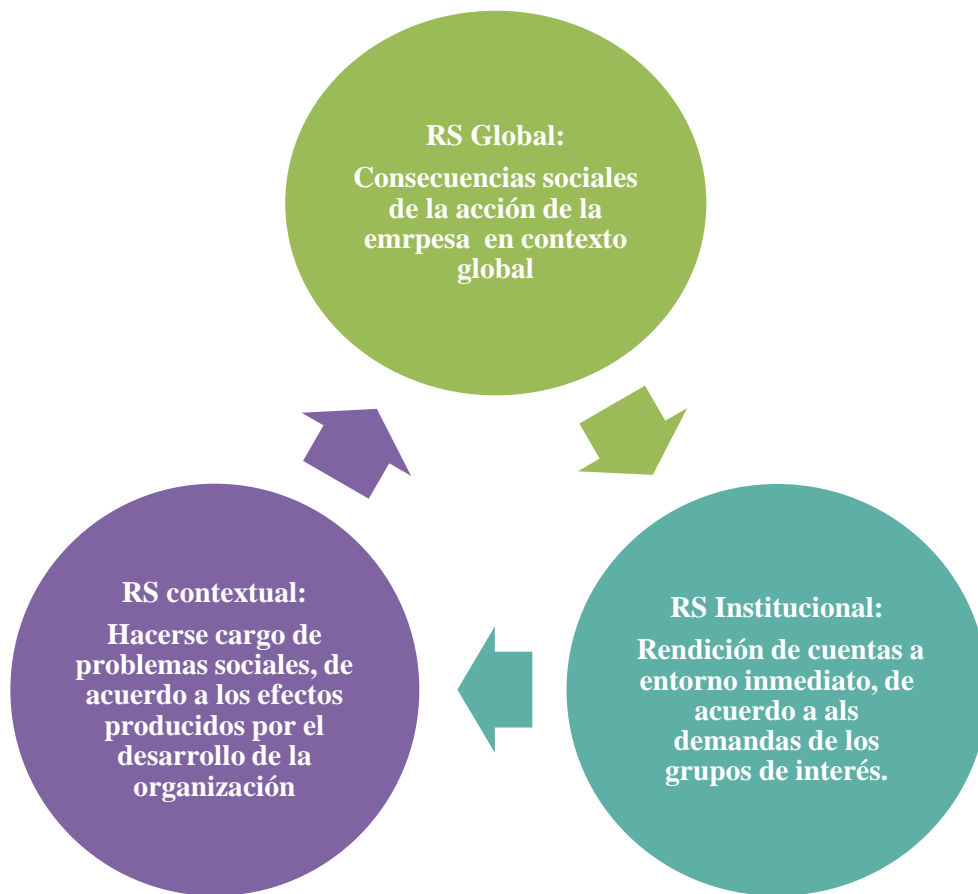 RS Global:
Consecuencias sociales
de la acción de la
emrpesa en contexto
global
RS contextual:
Hacerse cargo de
problemas sociales, de
acuerdo a los efectos
producidos por el
desarrollo de la
organización
RS Institucional:
Rendición de cuentas a
entorno inmediato, de
acuerdo a als
demandas de los
grupos de interés.